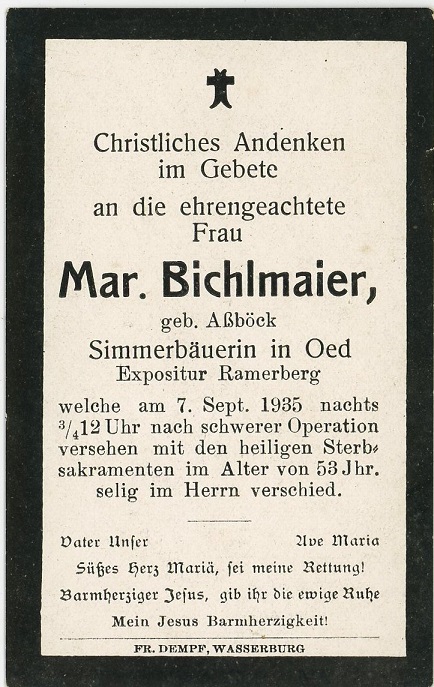 Christliches Andenken
im Gebete
an die ehrengeachtete
Frau
Mar. Bichlmaier,
geb. Aßböck
Simmerbäuerin in Oed
Expositur Ramerberg
welche am 7. Sept. 1935 nachts
3/4 12 Uhr nach schwerer Operation
versehen mit den heiligen Sterb-
sakramenten im Alter von 53 Jhr.
selig im Herrn verschied.
Vater Unser Ave Maria
Süßes Herz Mariä, sei meine Rettung!
Barmherziger Jesus, gib ihr die ewige Ruhe
Mein Jesus Barmherzigkeit!
FR. DEMPF, WASSERBURG